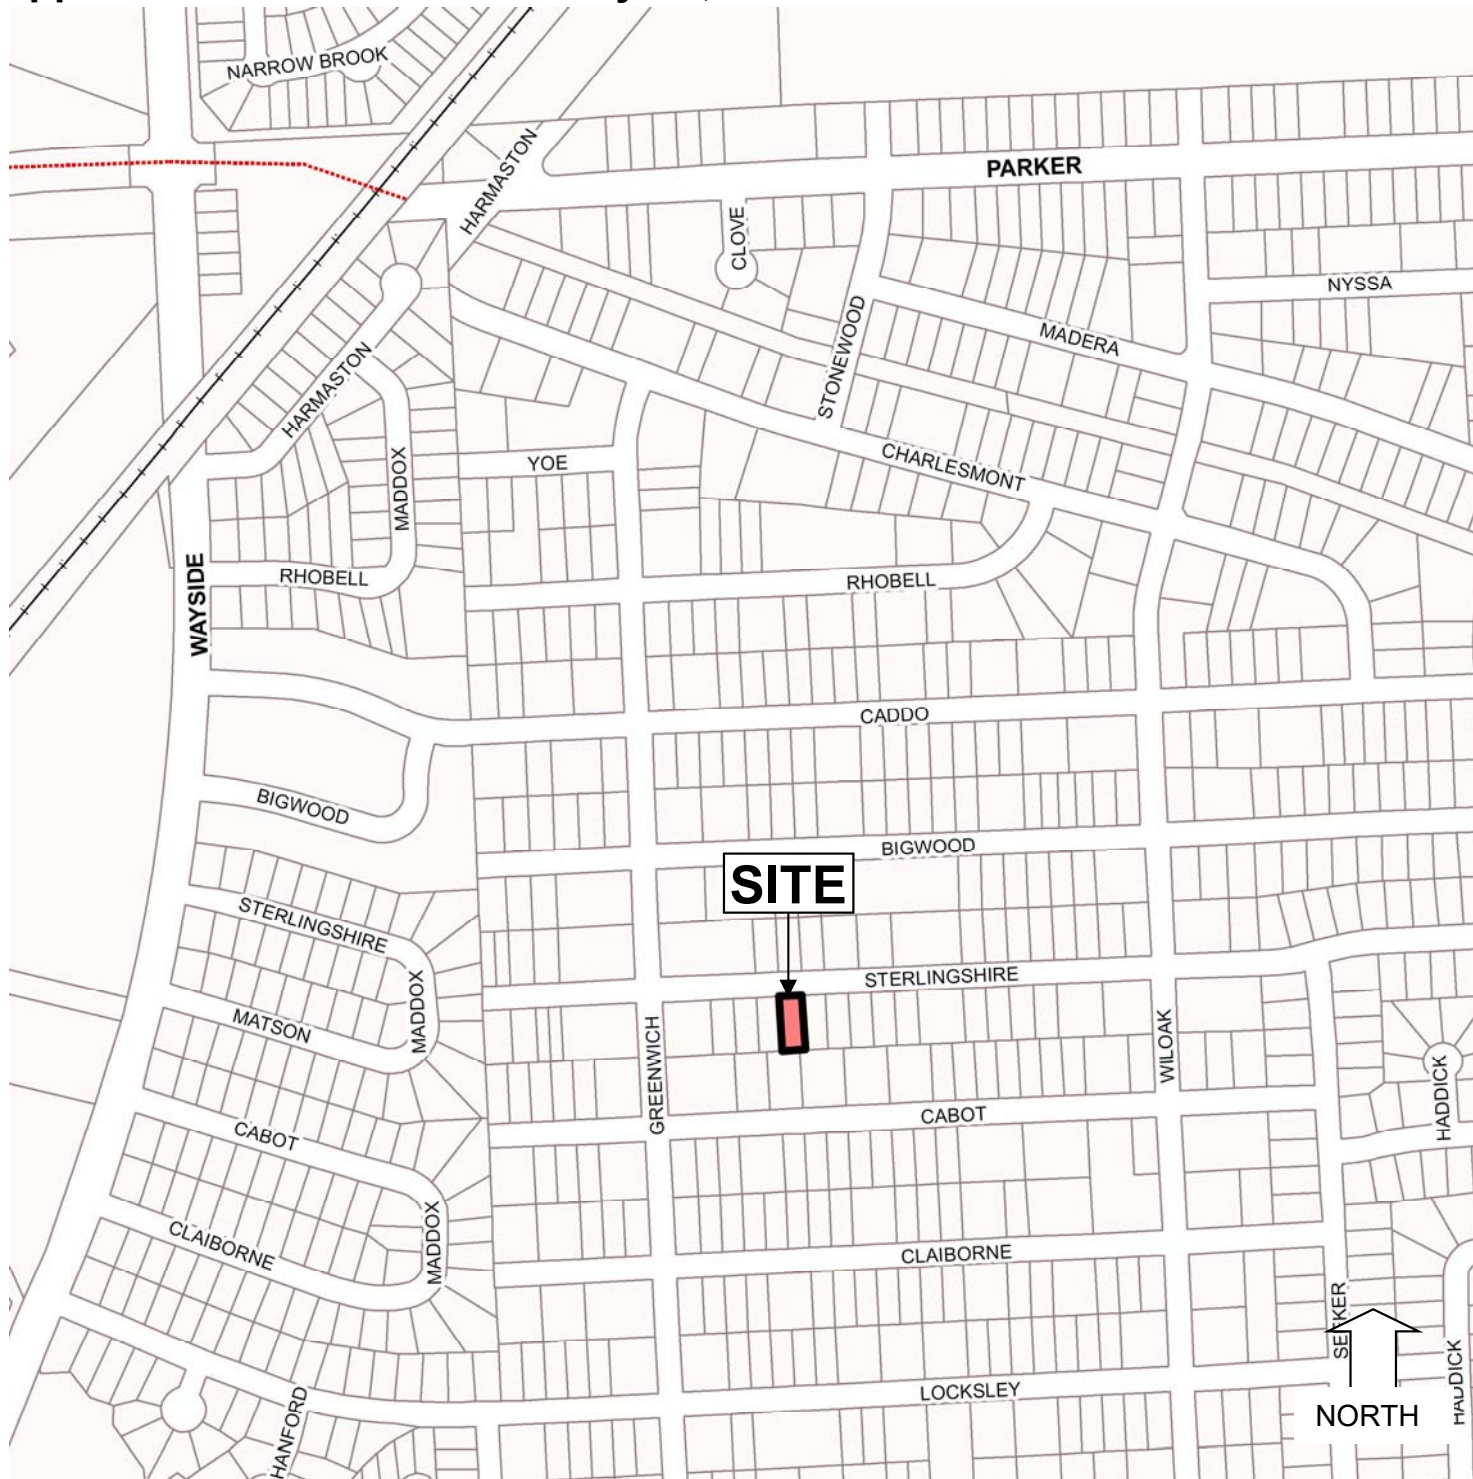 NARROW BROOK
HARMASTON
PARKER
CLOVE
NYSSA
STONEWOOD
MADERA
HARMASTON
CHARLESMONT
YOE
MADDOX
WAYSIDE
RHOBELL
RHOBELL
CADDO
BIGWOOD
BIGWOOD
SITE
STERLINGSHIRE
STERLINGSHIRE
MADDOX
MATSON
GREENWICH
WILOAK
HADDICK
CABOT
CABOT
MADDOX
CLAIBORNE
CLAIBORNE
HADDICK
LOCKSLEY
HANFORD
NORTH